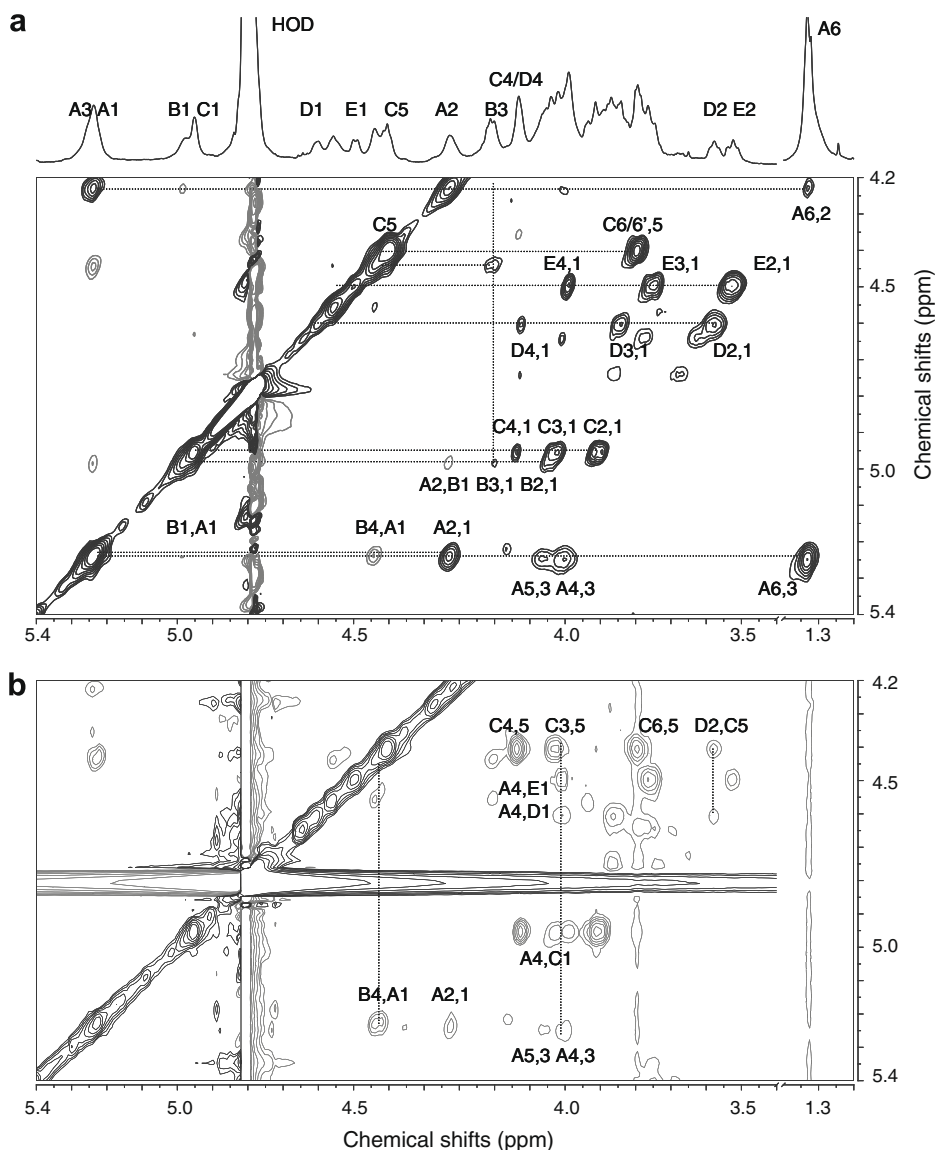 a
HOD
A6
C4/D4
A3 A1
B1 C1
D1
E1
C5
A2
B3
D2 E2
4.2
A6,2
C5
C6/6',5
E4,1
E3,1
E2,1
4.5
D4,1
D3,1
D2,1
C4,1 C3,1 C2,1
5.0
A2,B1 B3,1 B2,1
B1,A1
B4,A1
A2,1
A5,3 A4,3
A6,3
5.4
5.4
5.0
4.5
4.0
3.5
1.3
Chemical shifts (ppm)
b
4.2
C4,5
C3,5
C6,5
D2,C5
A4,E1
4.5
A4,D1
5.0
A4,C1
B4,A1
A2,1
A5,3 A4,3
5.4
5.4
5.0
4.5
4.0
3.5
1.3
Chemical shifts (ppm)